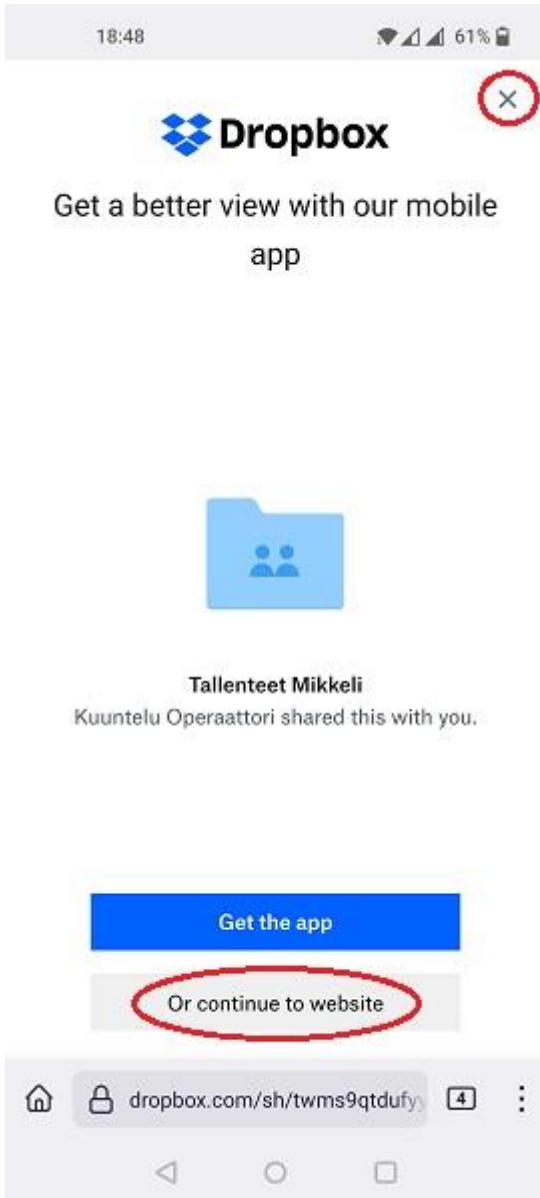 18:48
61%
Dropbox
Get a better view with our mobile
app
Tallenteet Mikkeli
Kuuntelu Operaattori shared this with you.
Get the app
Or continue to website
dropbox.com/sh/twms9qtdufy
4